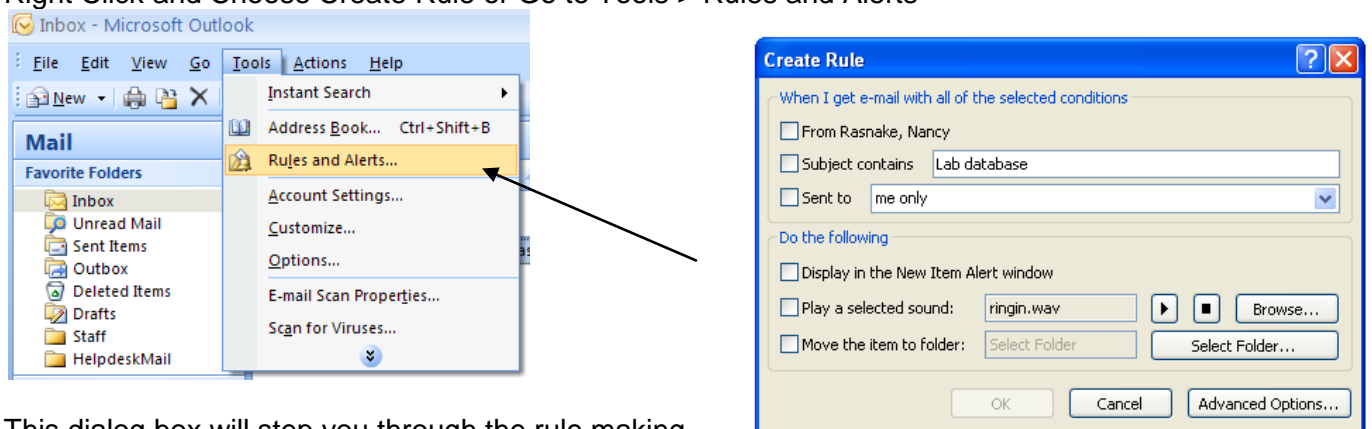 Right Click and Choose Create Rule or Go to Tools > Rules and Alerts
Inbox - Microsoft Outlook
File Edit View Go Tools Actions Help
New
Instant Search
Address Book... Ctrl+Shift+B
Rules and Alerts...
Account Settings...
Customize...
Options...
E-mail Scan Properties...
Scan for Viruses...
Mail
Favorite Folders
Inbox
Unread Mail
Sent Items
Outbox
Deleted Items
Drafts
Staff
HelpdeskMail
Create Rule
When I get e-mail with all of the selected conditions
From Rasnake, Nancy
Subject contains Lab database
Sent to me only
Do the following
Display in the New Item Alert window
Play a selected sound: ringin.wav Browse...
Move the item to folder: Select Folder Select Folder...
OK Cancel Advanced Options...
This dialog box will step you through the rule making